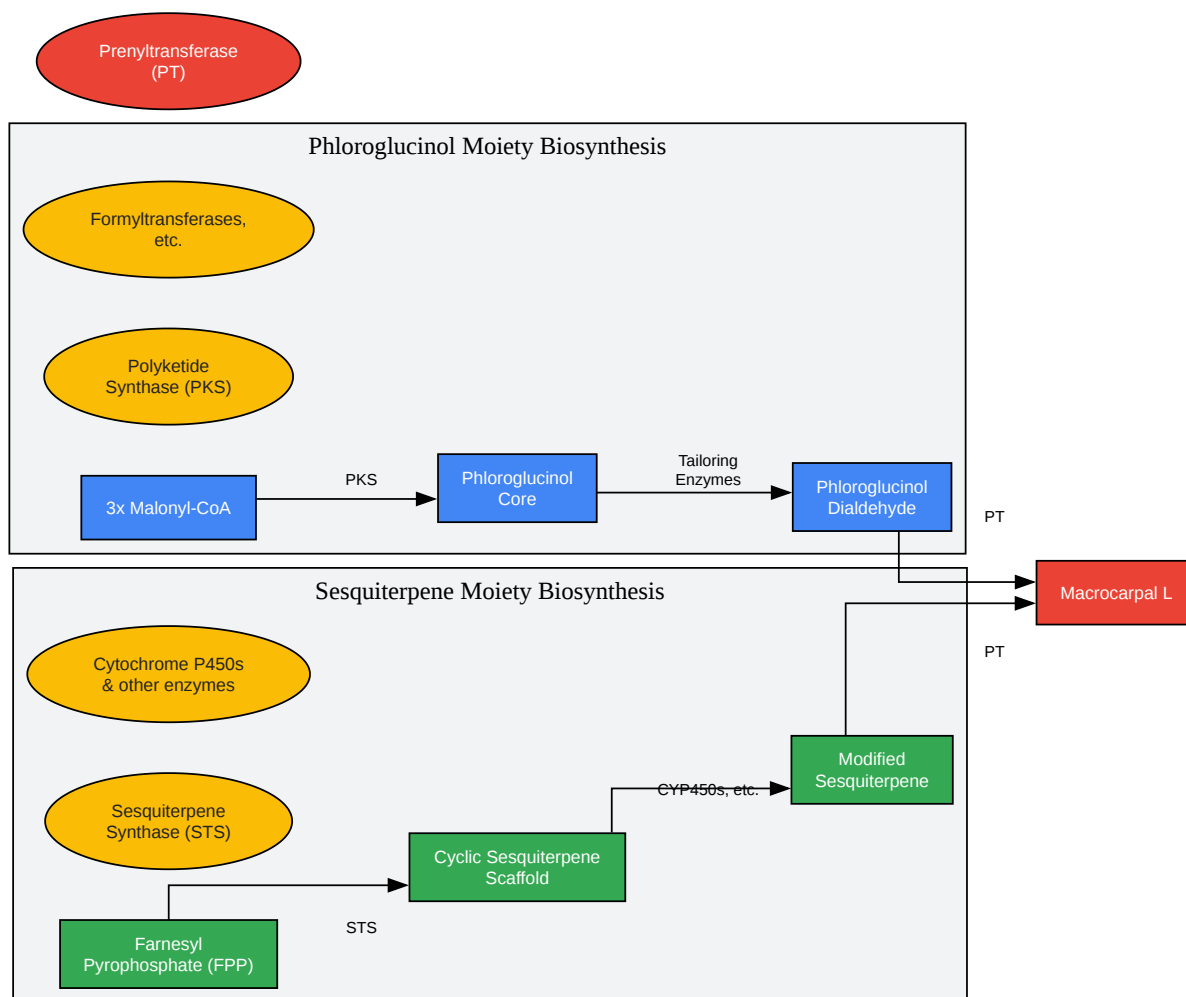 Prenyltransferase
(PT)
Phloroglucinol Moiety Biosynthesis
Formyltransferases,
etc.
Polyketide
Synthase (PKS)
3x Malonyl-CoA
PKS
Phloroglucinol
Core
Tailoring
Enzymes
Phloroglucinol
Dialdehyde
PT
Macrocarpal L
PT
Sesquiterpene Moiety Biosynthesis
Cytochrome P450s
& other enzymes
Sesquiterpene
Synthase (STS)
Farnesyl
Pyrophosphate (FPP)
STS
Cyclic Sesquiterpene
Scaffold
CYP450s, etc.
Modified
Sesquiterpene